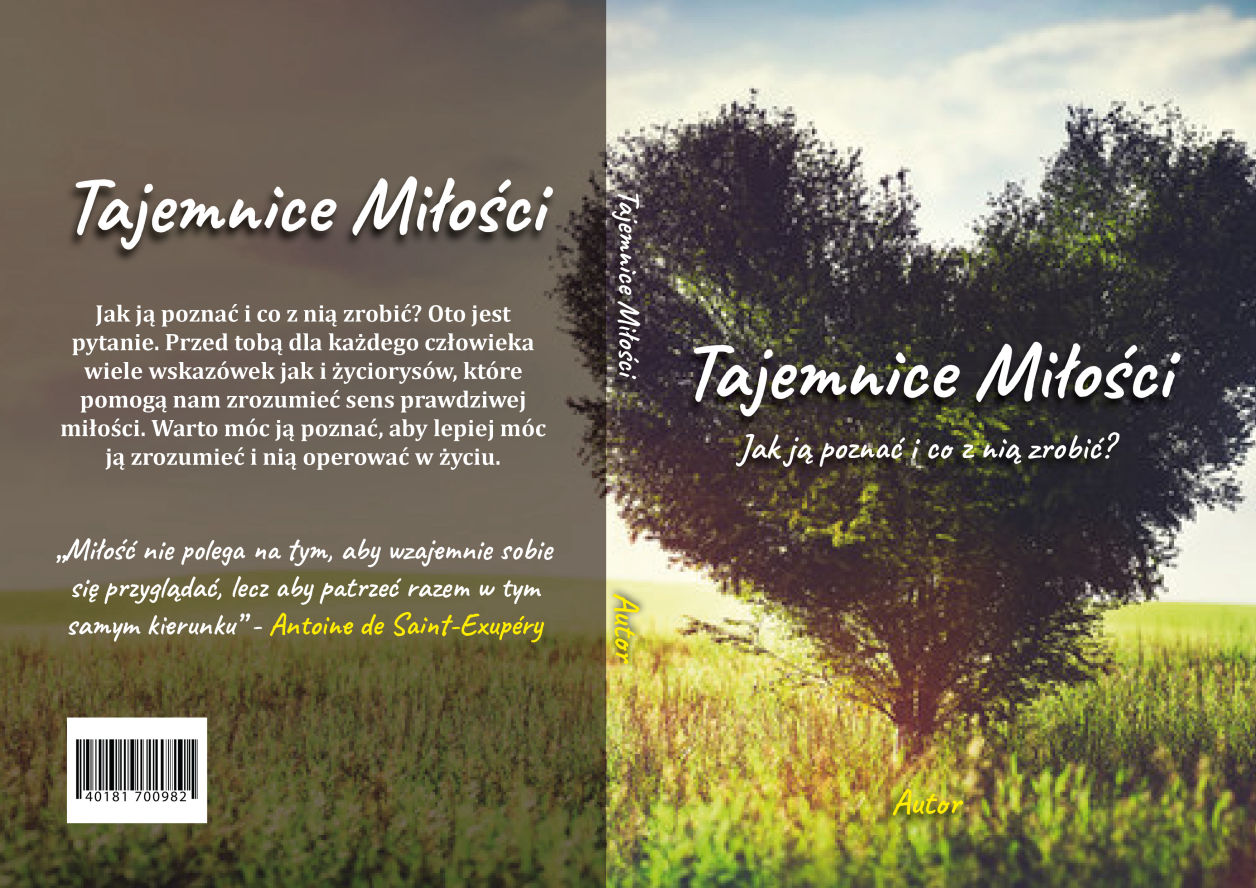 Tajemnice Miłości
Jak ją poznać i co z nią zrobić? Oto jest
pytanie. Przed tobą dla każdego człowieka
wiele wskazówek jak i życiorysów, które
pomogą nam zrozumieć sens prawdziwej
miłości. Warto móc ją poznać, aby lepiej móc
ją zrozumieć i nią operować w życiu.
„Miłość nie polega na tym, aby wzajemnie sobie
się przyglądać, lecz aby patrzeć razem w tym
samym kierunku” - Antoine de Saint-Exupéry
40181 700982
Tajemnice Miłości
Autor
Tajemnice Miłości
Jak ją poznać i co z nią zrobić?
Autor